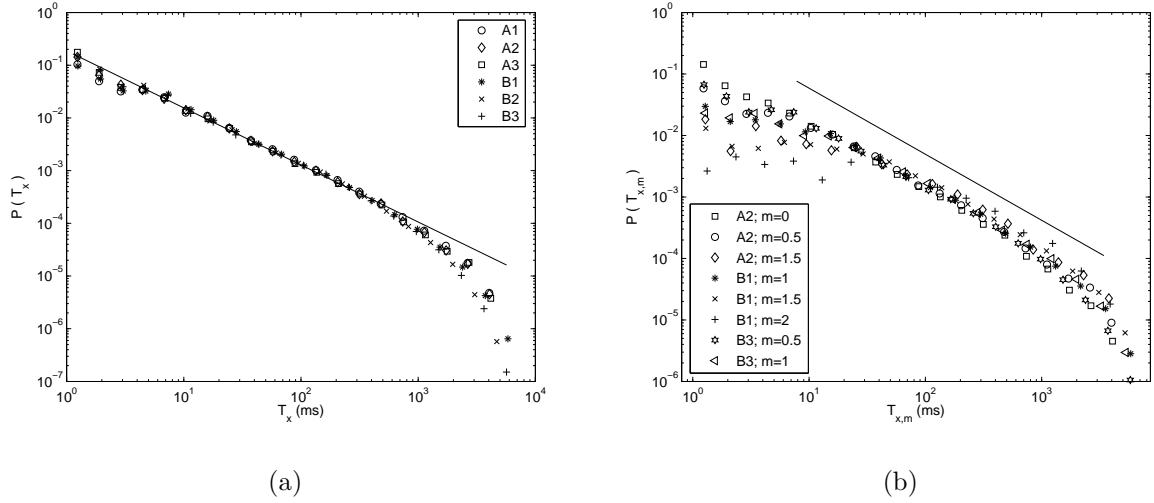 10^0
10^-1
10^-2
10^-3
10^-4
10^-5
10^-6
10^-7
P ( T_x )
10^0
10^1
10^2
10^3
10^4
T_x (ms)
A1
A2
A3
B1
B2
B3
(a)
10^0
10^-1
10^-2
10^-3
10^-4
10^-5
10^-6
P ( T_x,m )
10^0
10^1
10^2
10^3
T_x,m (ms)
A2; m=0
A2; m=0.5
A2; m=1.5
B1; m=1
B1; m=1.5
B1; m=2
B3; m=0.5
B3; m=1
(b)